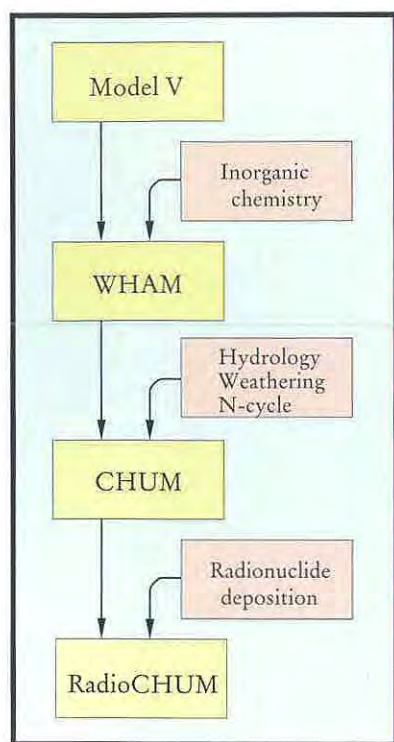 Model V
Inorganic
chemistry
WHAM
Hydrology
Weathering
N-cycle
CHUM
Radionuclide
deposition
RadioCHUM